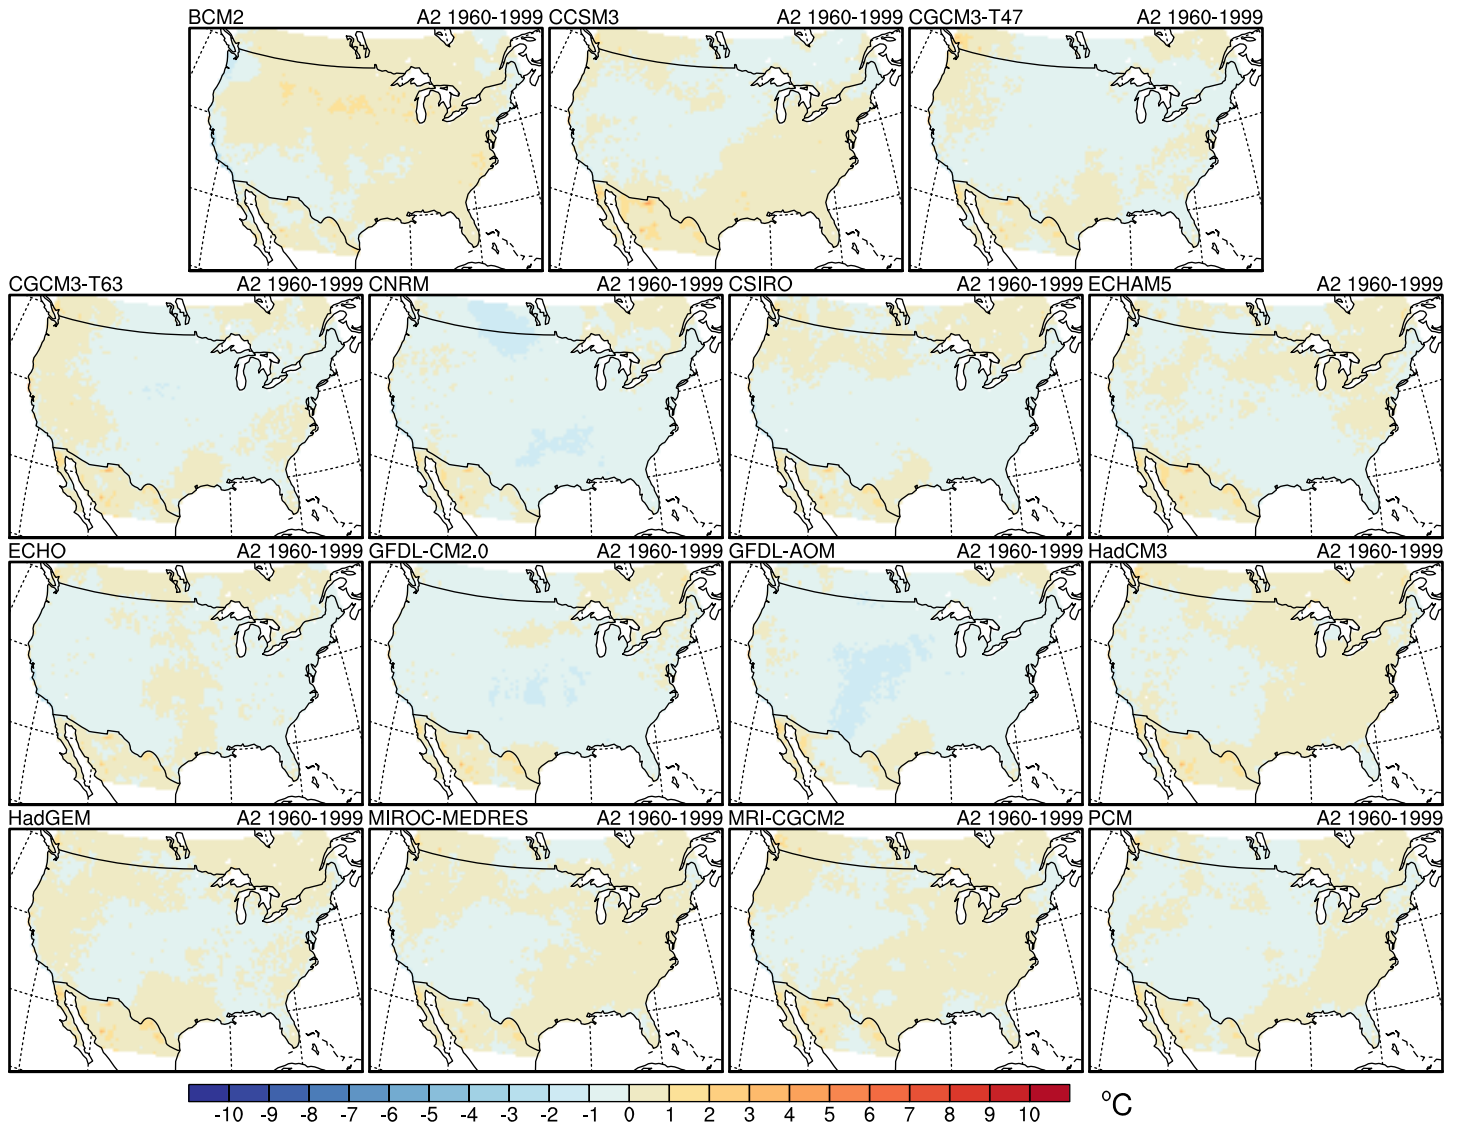 BCM2 A2 1960-1999 CCSM3 A2 1960-1999 CGCM3-T47 A2 1960-1999
CGCM3-T63 A2 1960-1999 CNRM A2 1960-1999 CSIRO A2 1960-1999 ECHAM5 A2 1960-1999
ECHO A2 1960-1999 GFDL-CM2.0 A2 1960-1999 GFDL-AOM A2 1960-1999 HadCM3 A2 1960-1999
HadGEM A2 1960-1999 MIROC-MEDRES A2 1960-1999 MRI-CGCM2 A2 1960-1999 PCM A2 1960-1999
-10 -9 -8 -7 -6 -5 -4 -3 -2 -1 0 1 2 3 4 5 6 7 8 9 10 °C